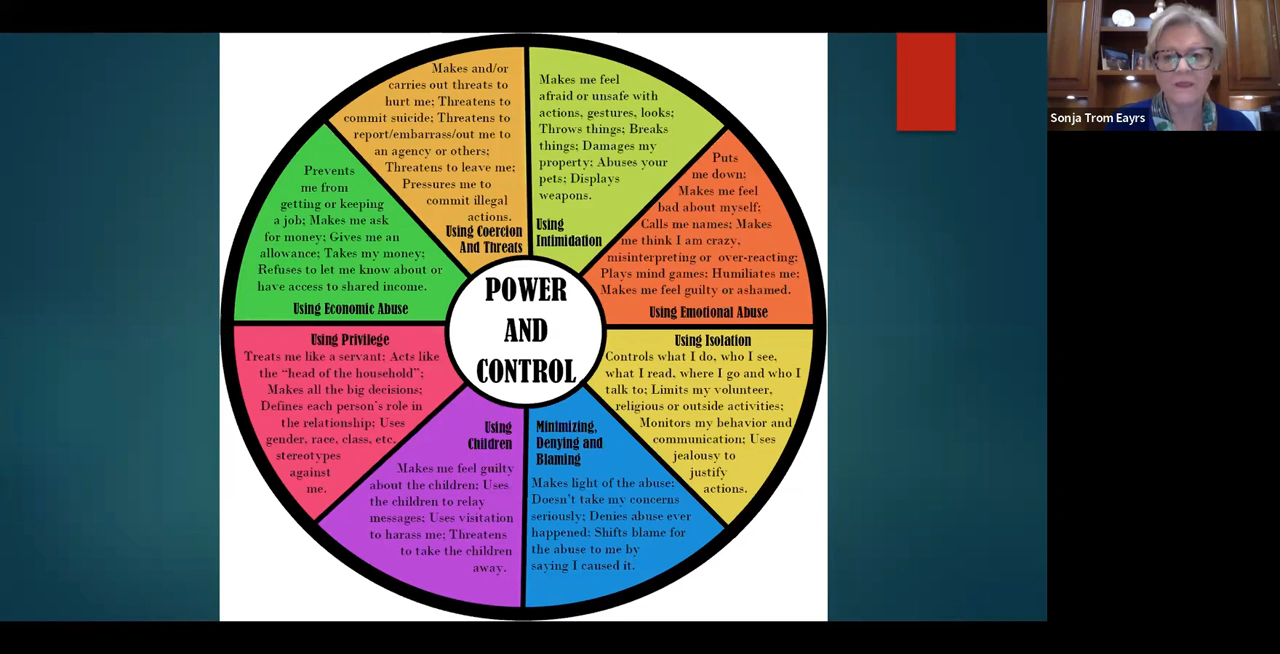 Makes and/or
carries out threats to
hurt me; Threatens to
commit suicide; Threatens to
report/embarrass/out me to
an agency or others;
Threatens to leave me;
Pressures me to
commit illegal
actions.
Using Coercion
And Threats
Makes me feel
afraid or unsafe with
actions, gestures, looks;
Throws things; Breaks
things; Damages my
property; Abuses your
pets; Displays
weapons.
Using
Intimidation
Puts
me down;
Makes me feel
bad about myself;
Calls me names; Makes
me think I am crazy,
misinterpreting or over-reacting;
Plays mind games; Humiliates me;
Makes me feel guilty or ashamed.
Using Emotional Abuse
Using Isolation
Controls what I do, who I see,
what I read, where I go and who I
talk to; Limits my volunteer,
religious or outside activities;
Monitors my behavior and
communication; Uses
jealousy to
justify
actions.
Minimizing,
Denying and
Blaming
Makes light of the abuse;
Doesn't take my concerns
seriously; Denies abuse ever
happened; Shifts blame for
the abuse to me by
saying I caused it.
Using
Children
Makes me feel guilty
about the children; Uses
the children to relay
messages; Uses visitation
to harass me; Threatens
to take the children
away.
Using Privilege
Treats me like a servant; Acts like
the “head of the household”;
Makes all the big decisions;
Defines each person's role in
the relationship; Uses
gender, race, class, etc.
stereotypes
against
me.
Prevents
me from
getting or keeping
a job; Makes me ask
for money; Gives me an
allowance; Takes my money;
Refuses to let me know about or
have access to shared income.
Using Economic Abuse
POWER
AND
CONTROL
Sonja Trom Eayrs